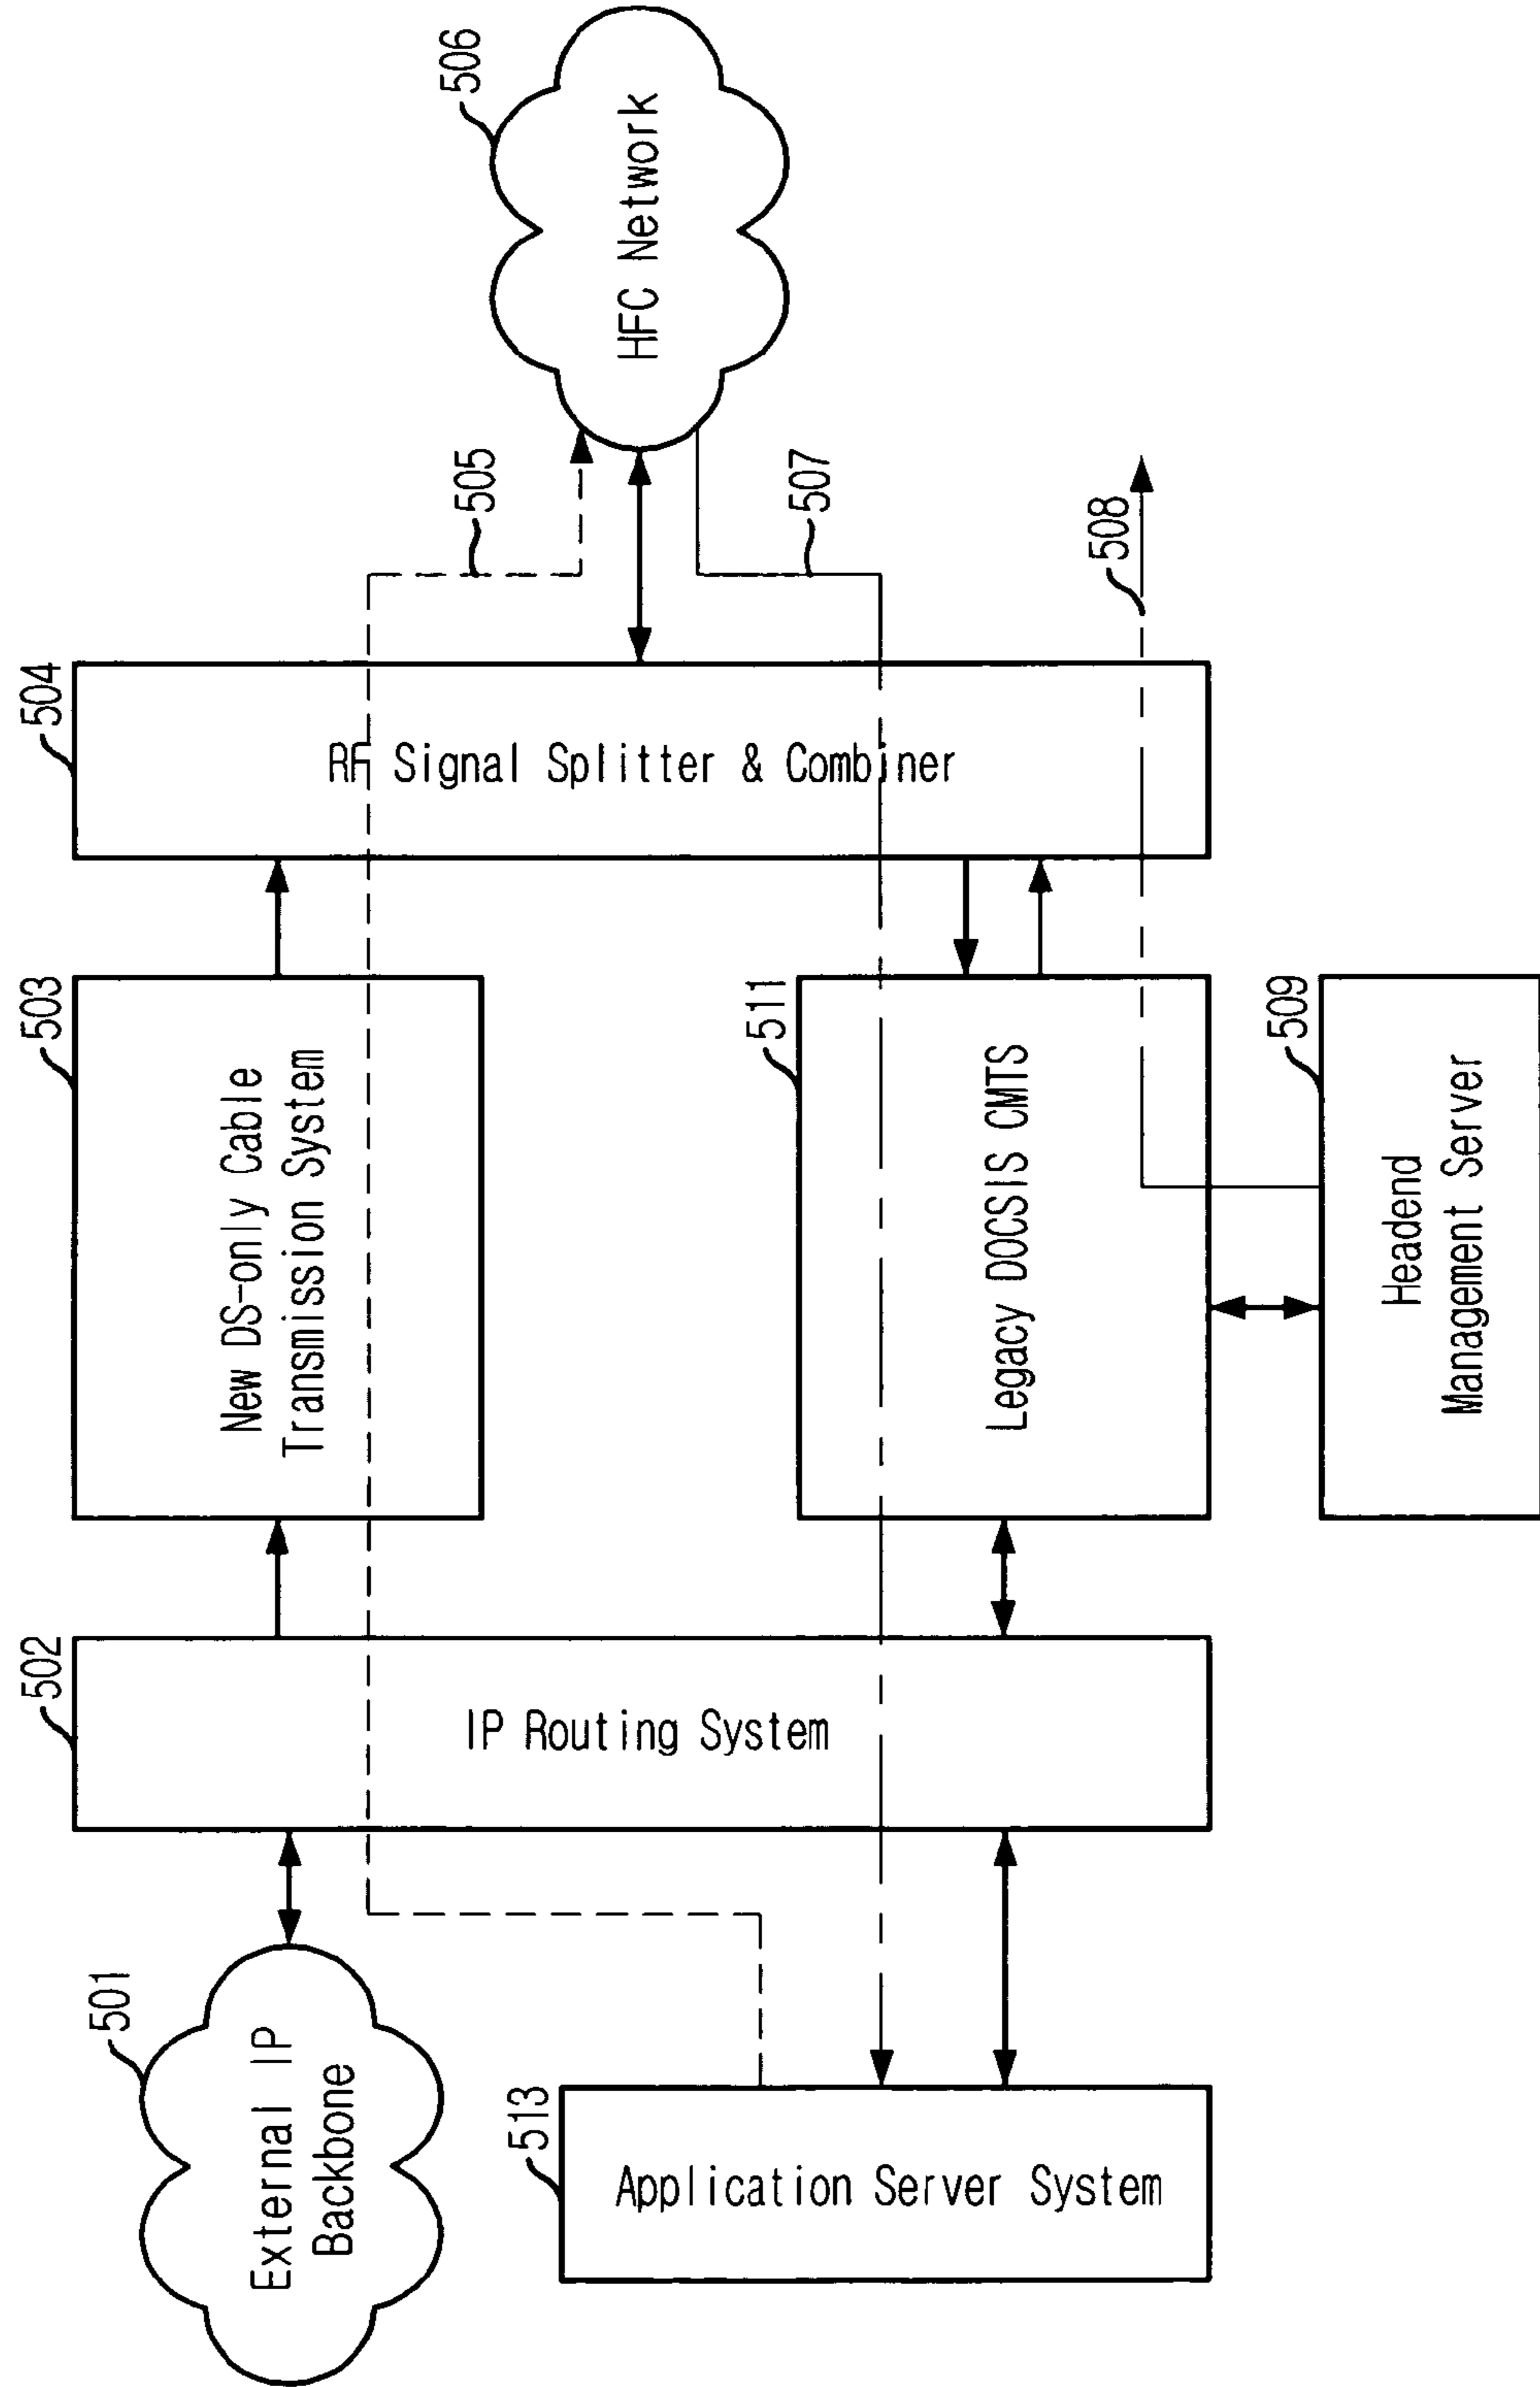 501
External IP
Backbone
513
Application Server System
502
IP Routing System
503
New DS-only Cable
Transmission System
511
Legacy DOCSIS CMTS
509
Headend
Management Server
504
RF Signal Splitter & Combiner
505
507
508
506
HFC Network